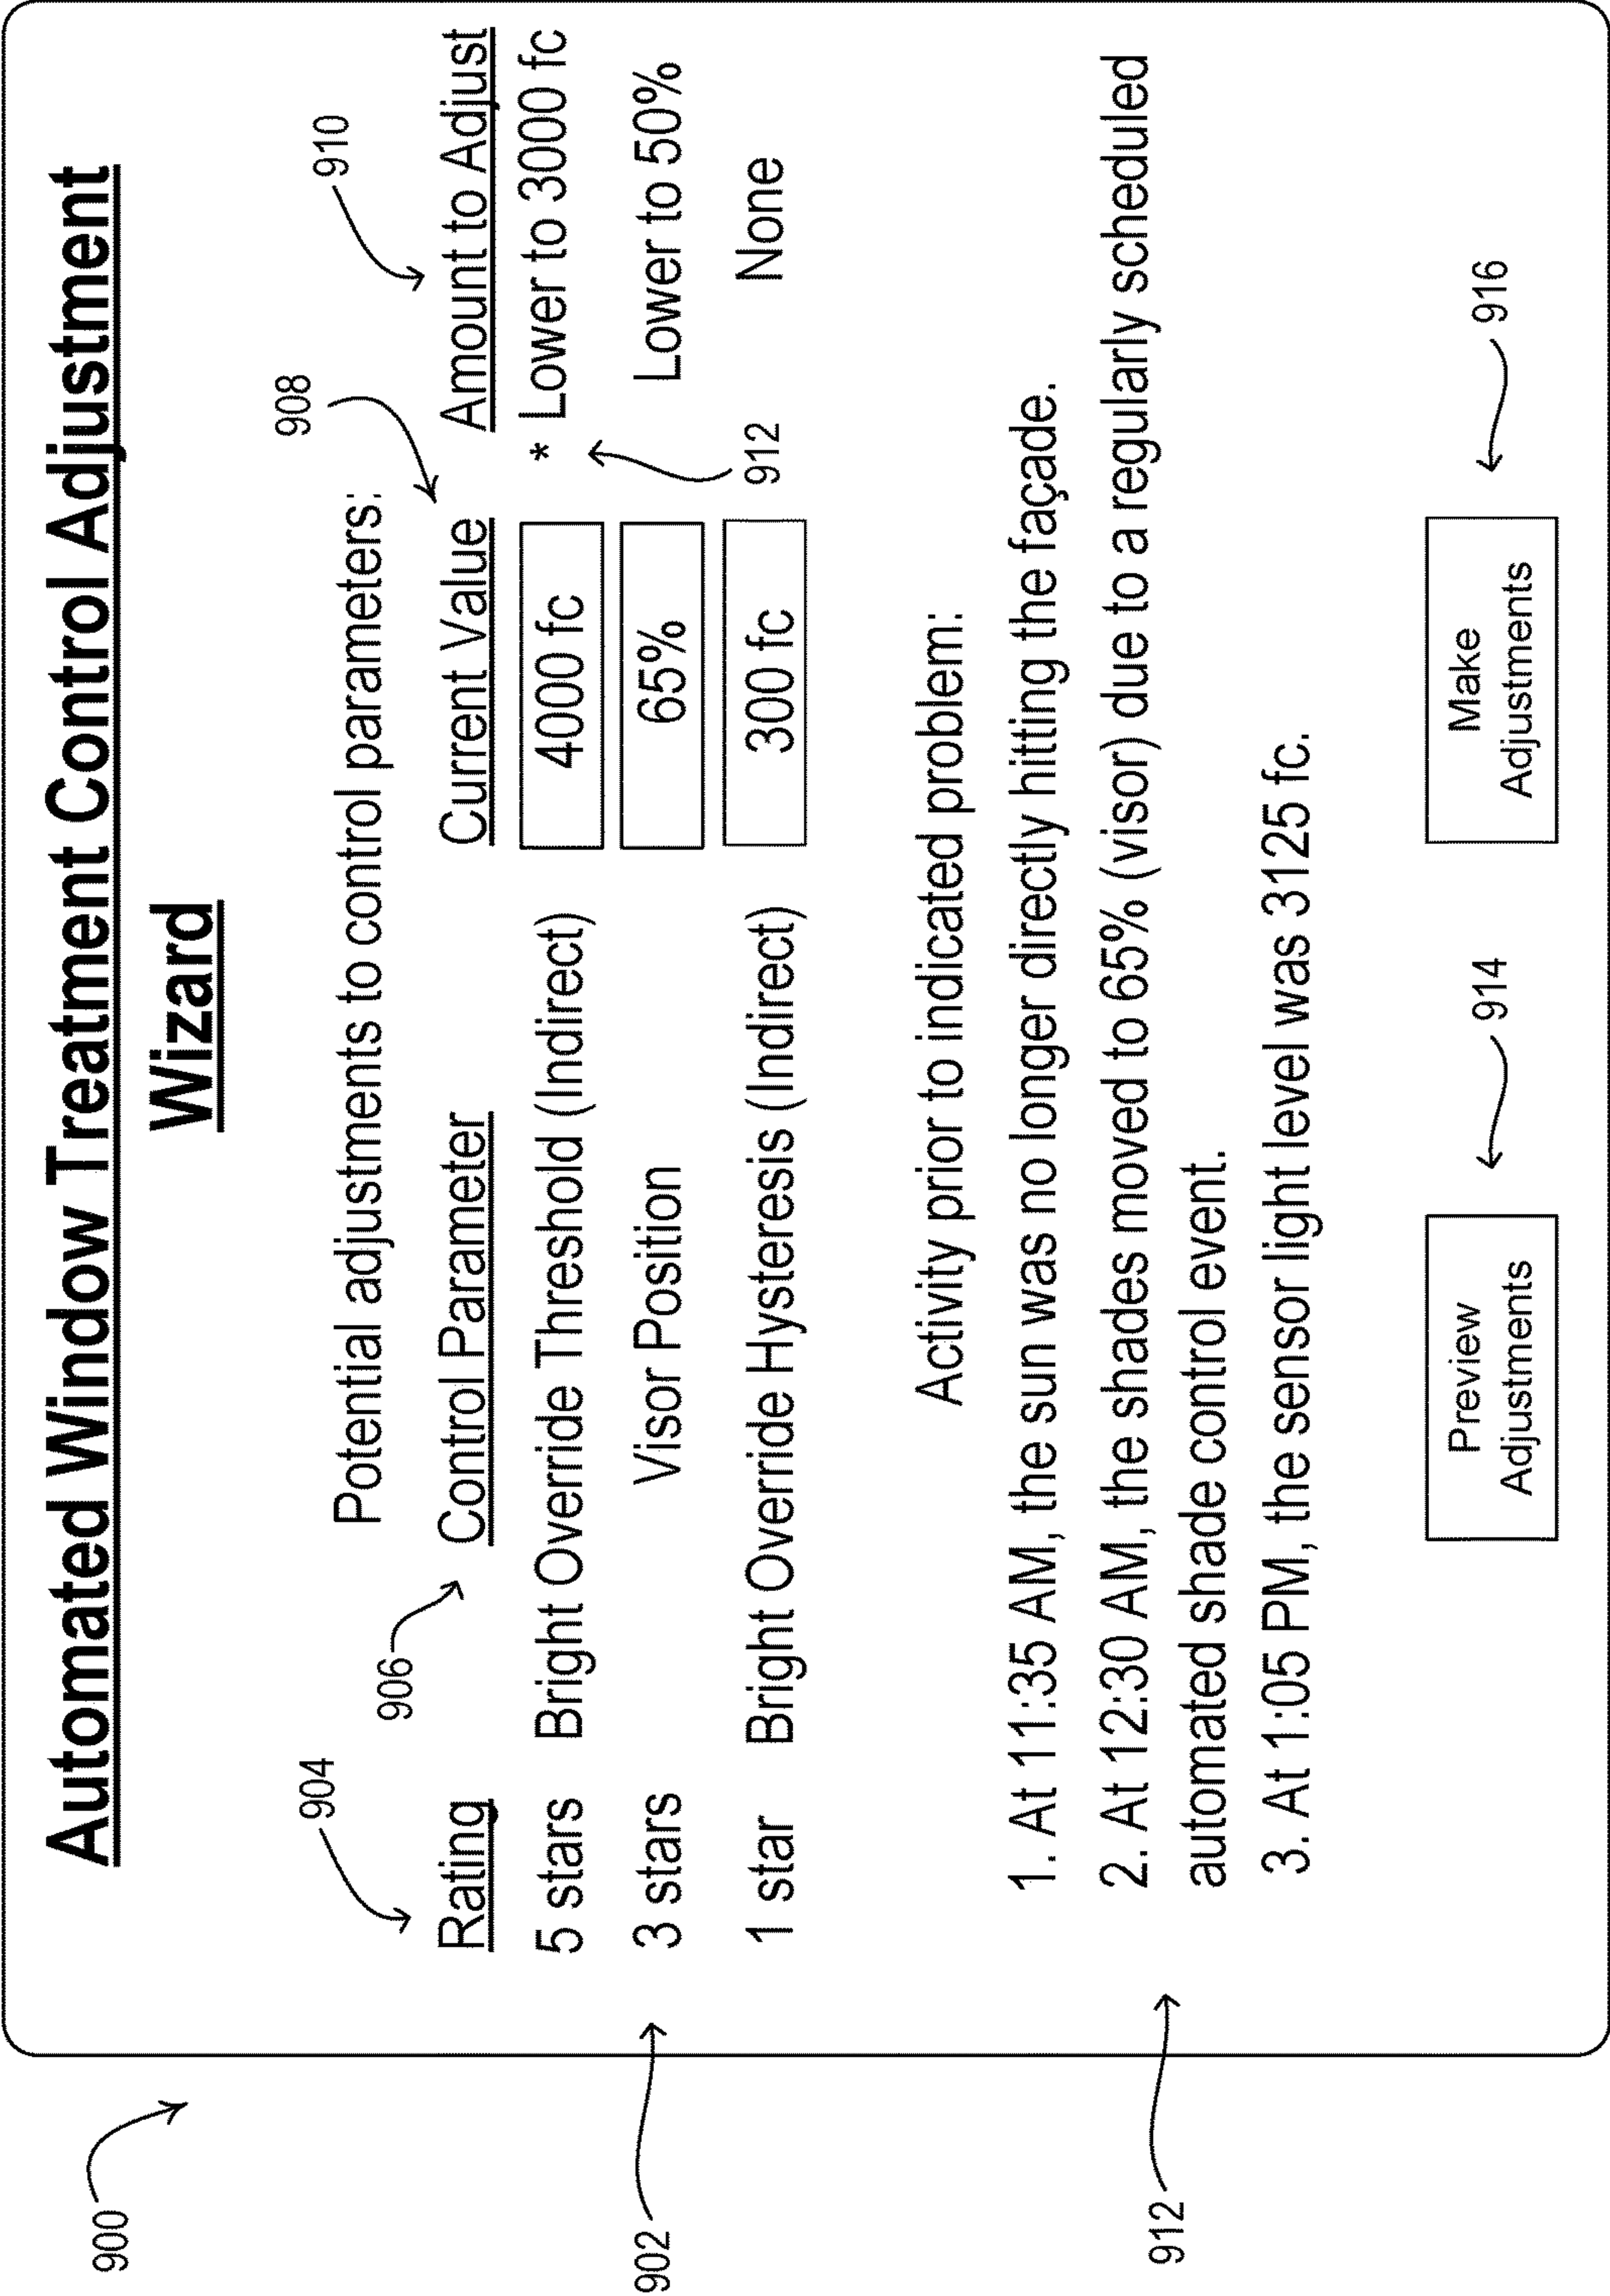 900
Automated Window Treatment Control Adjustment
Wizard
Potential adjustments to control parameters:
904
906
908
910
Rating Control Parameter Current Value Amount to Adjust
5 stars Bright Override Threshold (Indirect) 4000 fc * Lower to 3000 fc
902
3 stars Visor Position 65% Lower to 50%
912
1 star Bright Override Hysteresis (Indirect) 300 fc None
Activity prior to indicated problem:
1. At 11:35 AM, the sun was no longer directly hitting the façade.
912
2. At 12:30 AM, the shades moved to 65% (visor) due to a regularly scheduled
automated shade control event.
3. At 1:05 PM, the sensor light level was 3125 fc.
914
916
Preview
Adjustments
Make
Adjustments